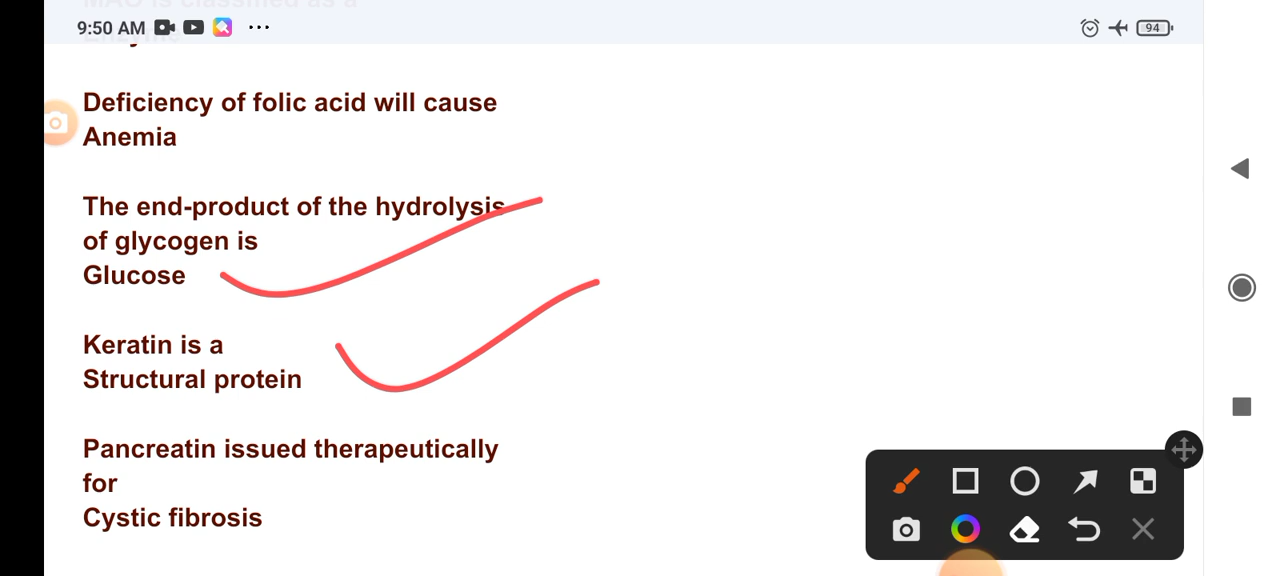 9:50 AM 94
Deficiency of folic acid will cause
Anemia
The end-product of the hydrolysis
of glycogen is
Glucose
Keratin is a
Structural protein
Pancreatin issued therapeutically
for
Cystic fibrosis